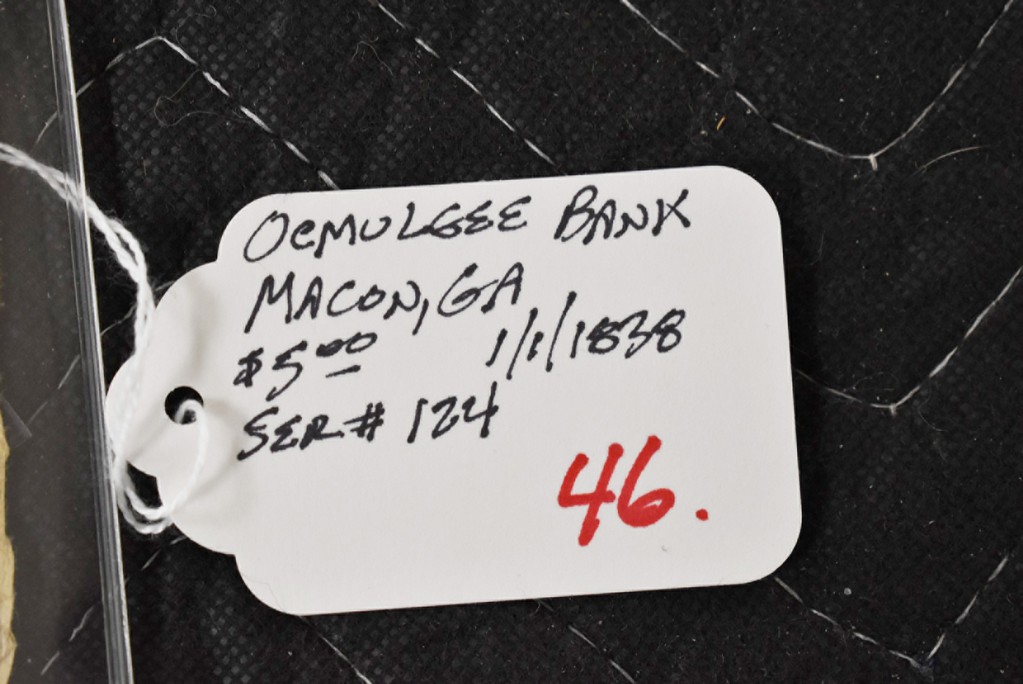 OCMULGEE BANK
MACON, GA
$5.00 1/1/1838
SER# 124
46.